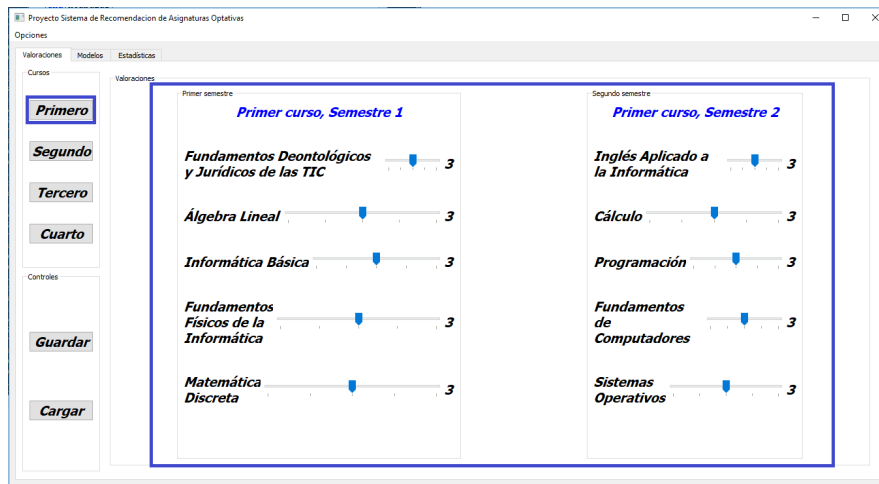 Proyecto Sistema de Recomendacion de Asignaturas Optativas
Opciones
Valoraciones Modelos Estadísticas
Cursos
Primero
Segundo
Tercero
Cuarto
Controles
Guardar
Cargar
Valoraciones
Primer semestre
Primer curso, Semestre 1
Fundamentos Deontológicos
y Jurídicos de las TIC
3
Álgebra Lineal 3
Informática Básica 3
Fundamentos
Físicos de la
Informática
3
Matemática
Discreta
3
Segundo semestre
Primer curso, Semestre 2
Inglés Aplicado a
la Informática
3
Cálculo 3
Programación 3
Fundamentos
de
Computadores
3
Sistemas
Operativos
3